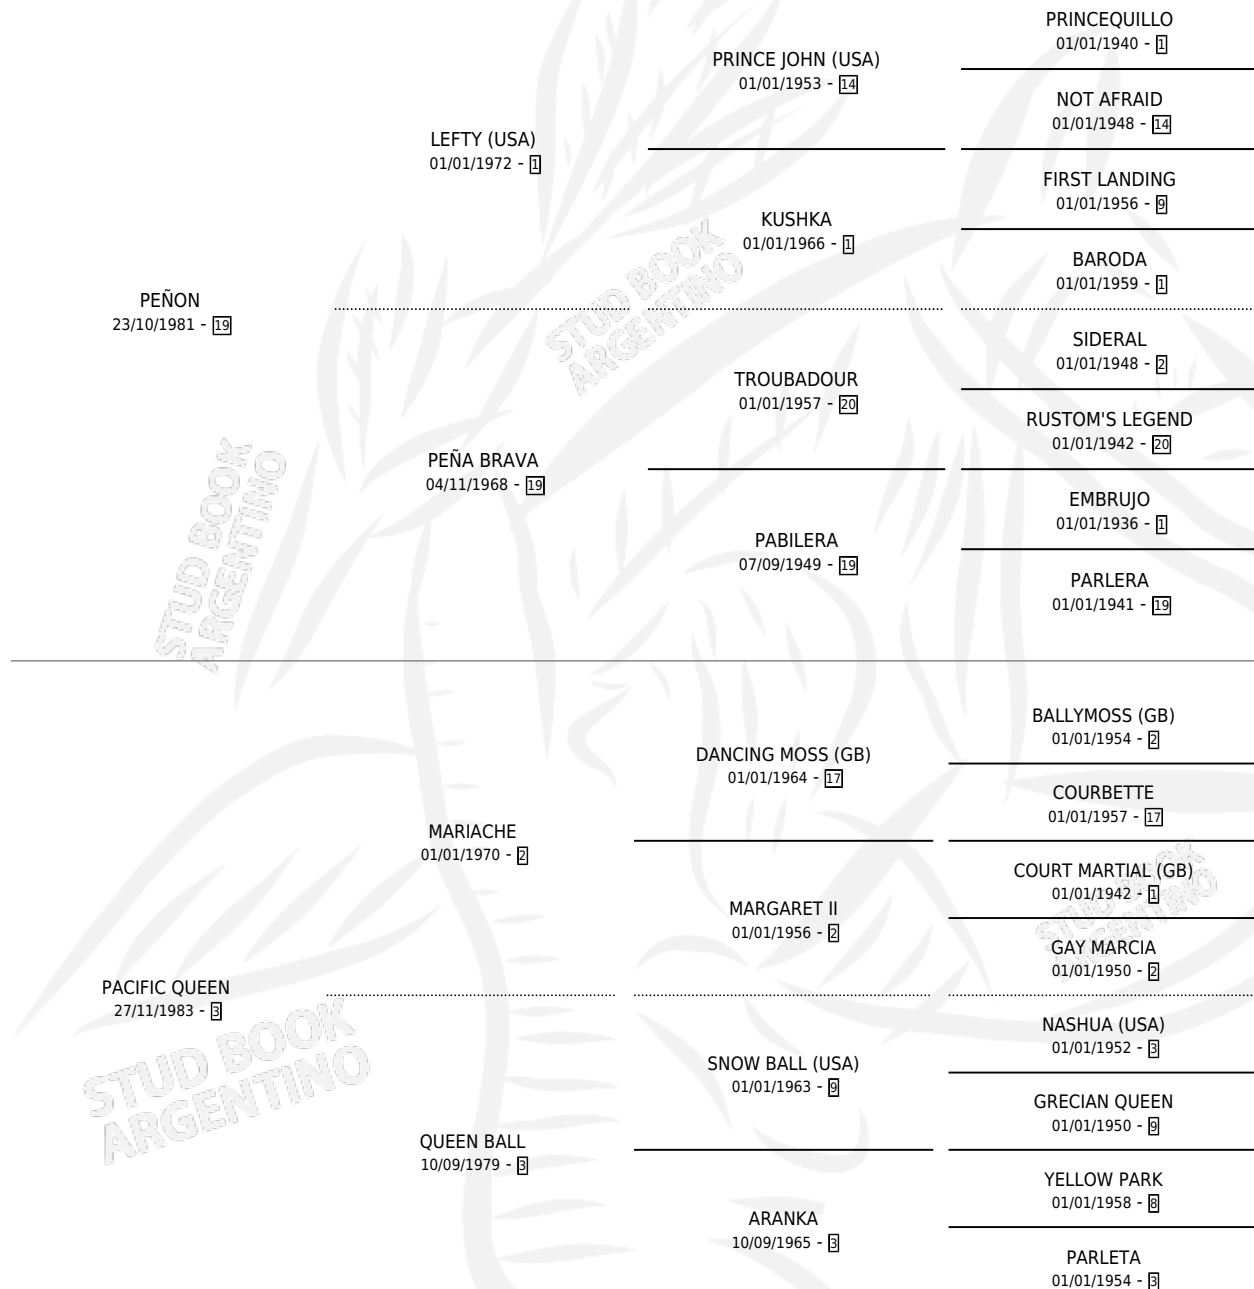 PRINCEQUILLO
01/01/1940 - 1
PRINCE JOHN (USA)
01/01/1953 - 14
NOT AFRAID
01/01/1948 - 14
LEFTY (USA)
01/01/1972 - 1
FIRST LANDING
01/01/1956 - 9
KUSHKA
01/01/1966 - 1
BARODA
01/01/1959 - 1
PEÑON
23/10/1981 - 19
SIDERAL
01/01/1948 - 2
TROUBADOUR
01/01/1957 - 20
RUSTOM'S LEGEND
01/01/1942 - 20
PEÑA BRAVA
04/11/1968 - 19
EMBRUJO
01/01/1936 - 1
PABILERA
07/09/1949 - 19
PARLERA
01/01/1941 - 19
BALLYMOSS (GB)
01/01/1954 - 2
DANCING MOSS (GB)
01/01/1964 - 17
COURBETTE
01/01/1957 - 17
MARIACHE
01/01/1970 - 2
COURT MARTIAL (GB)
01/01/1942 - 1
MARGARET II
01/01/1956 - 2
GAY MARCIA
01/01/1950 - 2
PACIFIC QUEEN
27/11/1983 - 3
NASHUA (USA)
01/01/1952 - 3
SNOW BALL (USA)
01/01/1963 - 9
GRECIAN QUEEN
01/01/1950 - 9
QUEEN BALL
10/09/1979 - 3
YELLOW PARK
01/01/1958 - 8
ARANKA
10/09/1965 - 3
PARLETA
01/01/1954 - 3
STUD BOOK
ARGENTINO
STUD BOOK
ARGENTINO
STUD BOOK
ARGENTINO
STUD BOOK
ARGENTINO